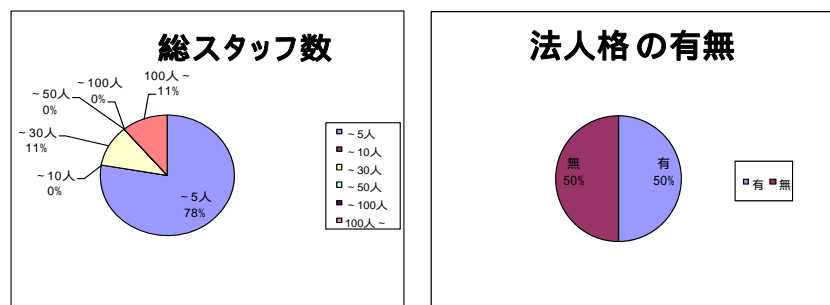 総スタッフ数
~50人
0%
~100人
0%
100人~
11%
~30人
11%
~10人
0%
~5人
78%
~5人
~10人
~30人
~50人
~100人
100人~
法人格の有無
無
50%
有
50%
有 無